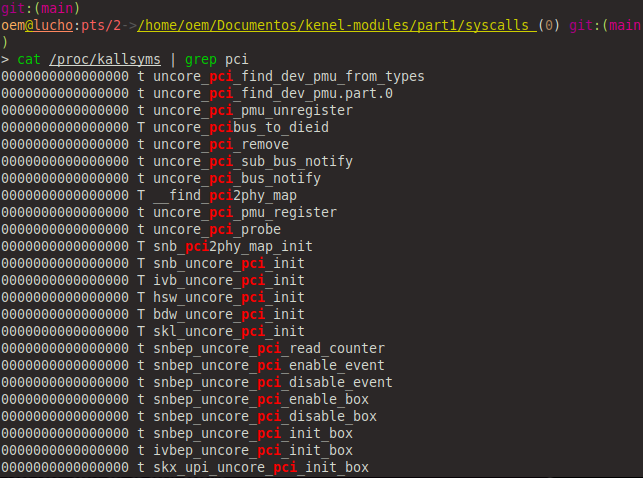 git:(main)
oem@lucho:pts/2->/home/oem/Documentos/kenel-modules/part1/syscalls (0) git:(main
)
> cat /proc/kallsyms | grep pci
0000000000000000 t uncore_pci_find_dev_pmu_from_types
0000000000000000 t uncore_pci_find_dev_pmu.part.0
0000000000000000 t uncore_pci_pmu_unregister
0000000000000000 T uncore_pcibus_to_dieid
0000000000000000 t uncore_pci_remove
0000000000000000 t uncore_pci_sub_bus_notify
0000000000000000 t uncore_pci_bus_notify
0000000000000000 T __find_pci2phy_map
0000000000000000 t uncore_pci_pmu_register
0000000000000000 t uncore_pci_probe
0000000000000000 T snb_pci2phy_map_init
0000000000000000 T snb_uncore_pci_init
0000000000000000 T ivb_uncore_pci_init
0000000000000000 T hsw_uncore_pci_init
0000000000000000 T bdw_uncore_pci_init
0000000000000000 T skl_uncore_pci_init
0000000000000000 t snbep_uncore_pci_read_counter
0000000000000000 t snbep_uncore_pci_enable_event
0000000000000000 t snbep_uncore_pci_disable_event
0000000000000000 t snbep_uncore_pci_enable_box
0000000000000000 t snbep_uncore_pci_disable_box
0000000000000000 t snbep_uncore_pci_init_box
0000000000000000 t ivbep_uncore_pci_init_box
0000000000000000 t skx_upi_uncore_pci_init_box